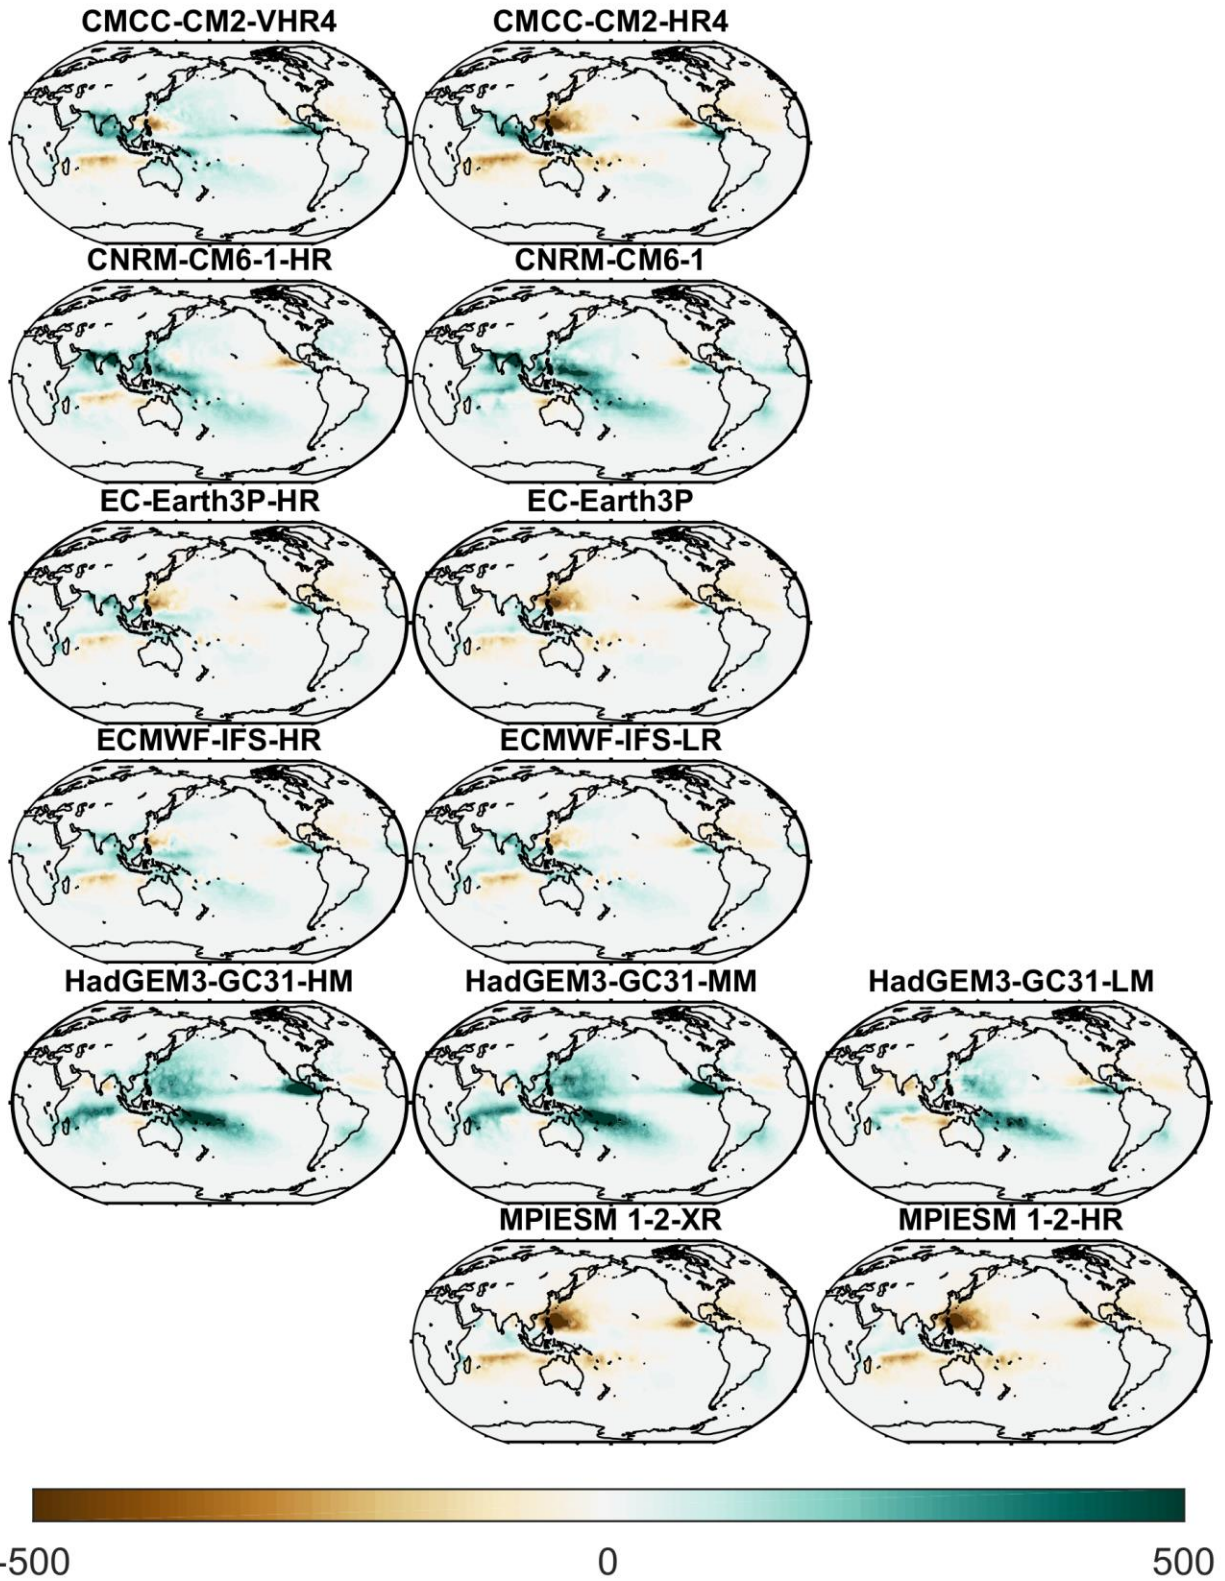 CMCC-CM2-VHR4 CMCC-CM2-HR4
CNRM-CM6-1-HR CNRM-CM6-1
EC-Earth3P-HR EC-Earth3P
ECMWF-IFS-HR ECMWF-IFS-LR
HadGEM3-GC31-HM HadGEM3-GC31-MM HadGEM3-GC31-LM
MPIESM 1-2-XR MPIESM 1-2-HR
-500 0 500